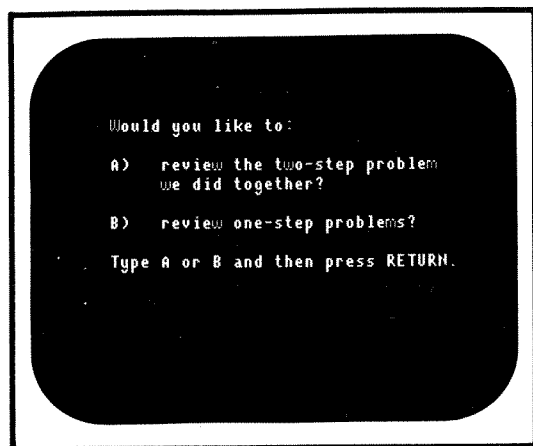 Would you like to:
A) review the two-step problem
we did together?
B) review one-step problems?
Type A or B and then press RETURN.